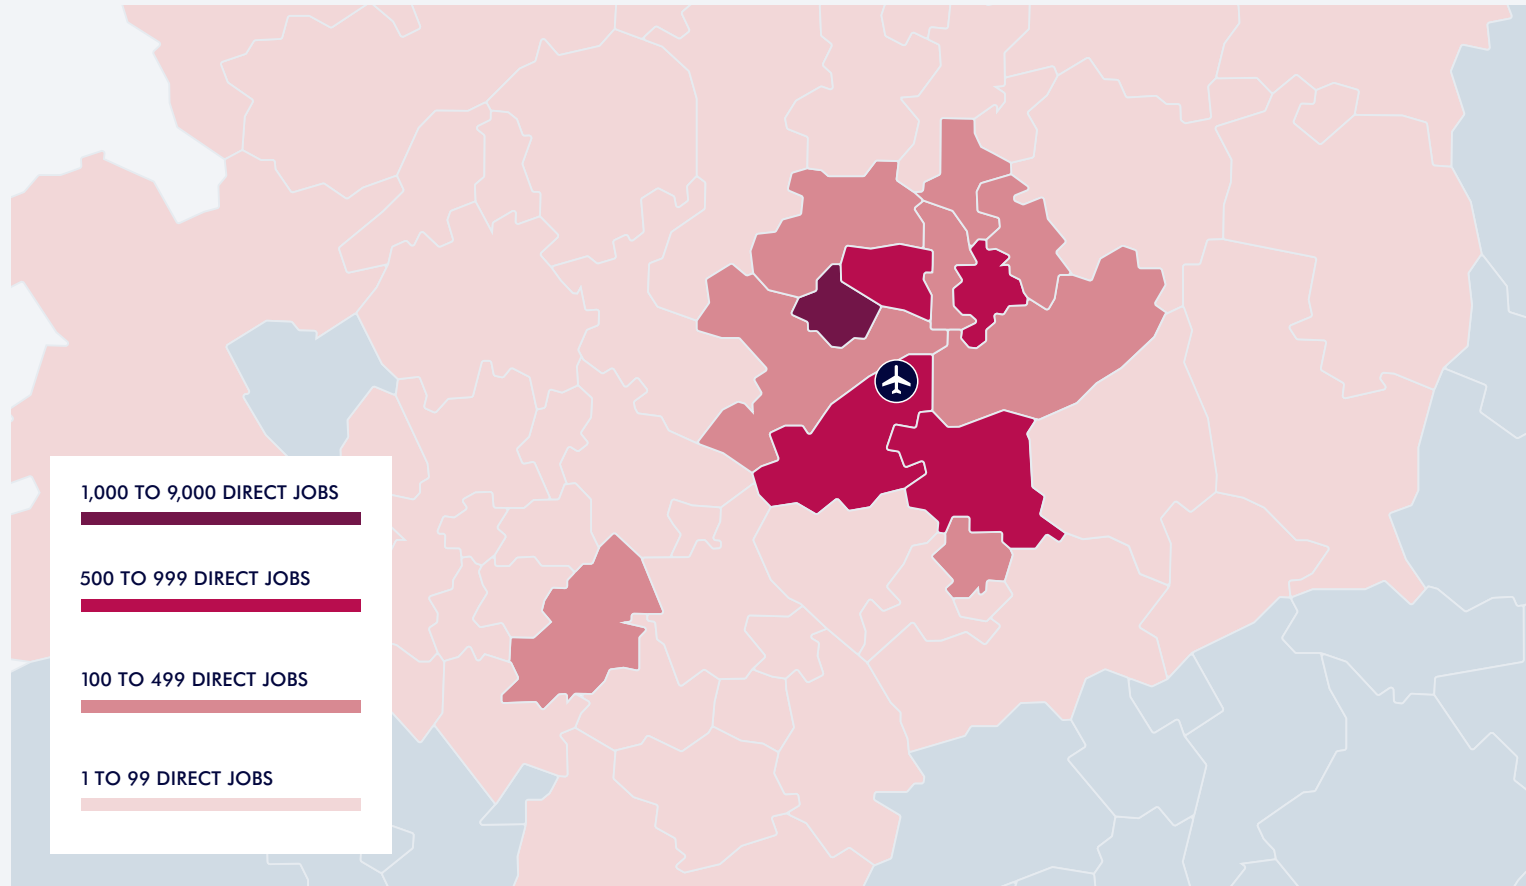 1,000 TO 9,000 DIRECT JOBS
500 TO 999 DIRECT JOBS
100 TO 499 DIRECT JOBS
1 TO 99 DIRECT JOBS